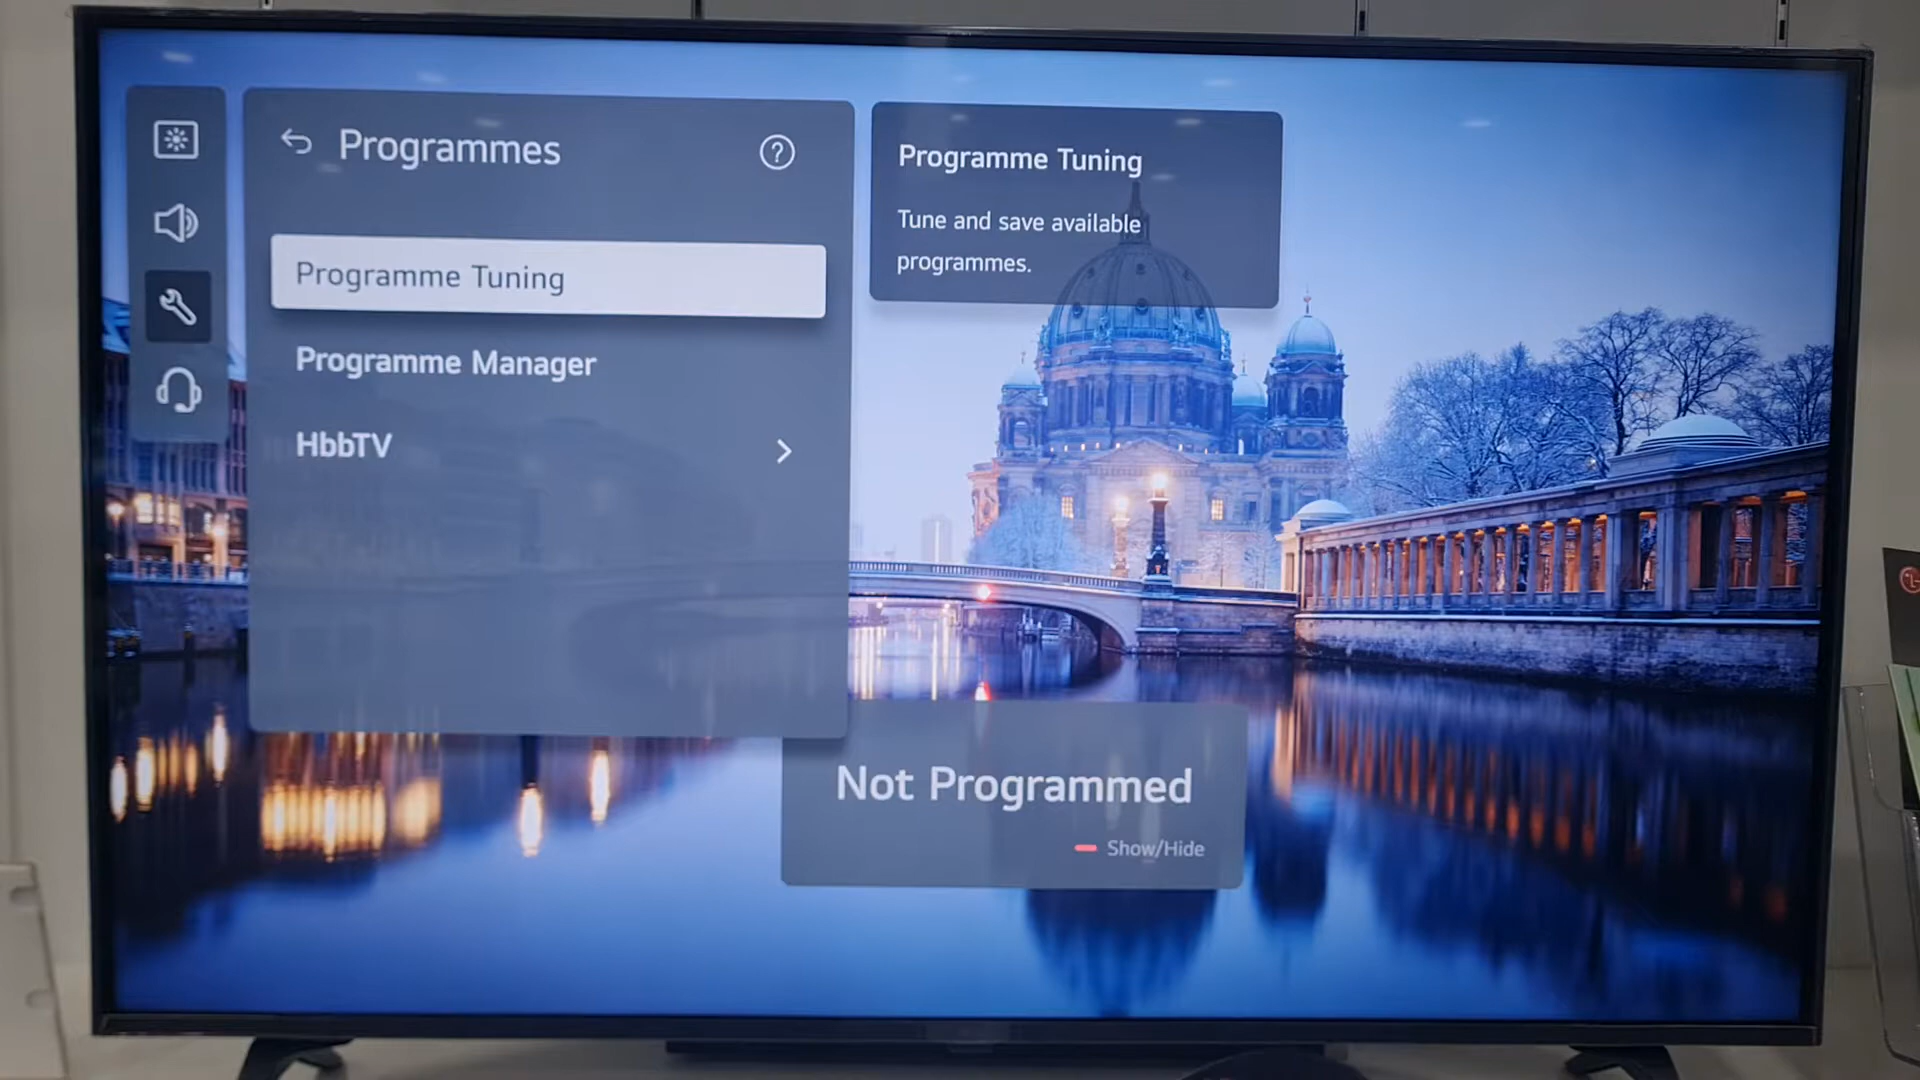 Programmes
Programme Tuning
Programme Manager
HbbTV
Programme Tuning
Tune and save available
programmes.
Not Programmed
Show/Hide